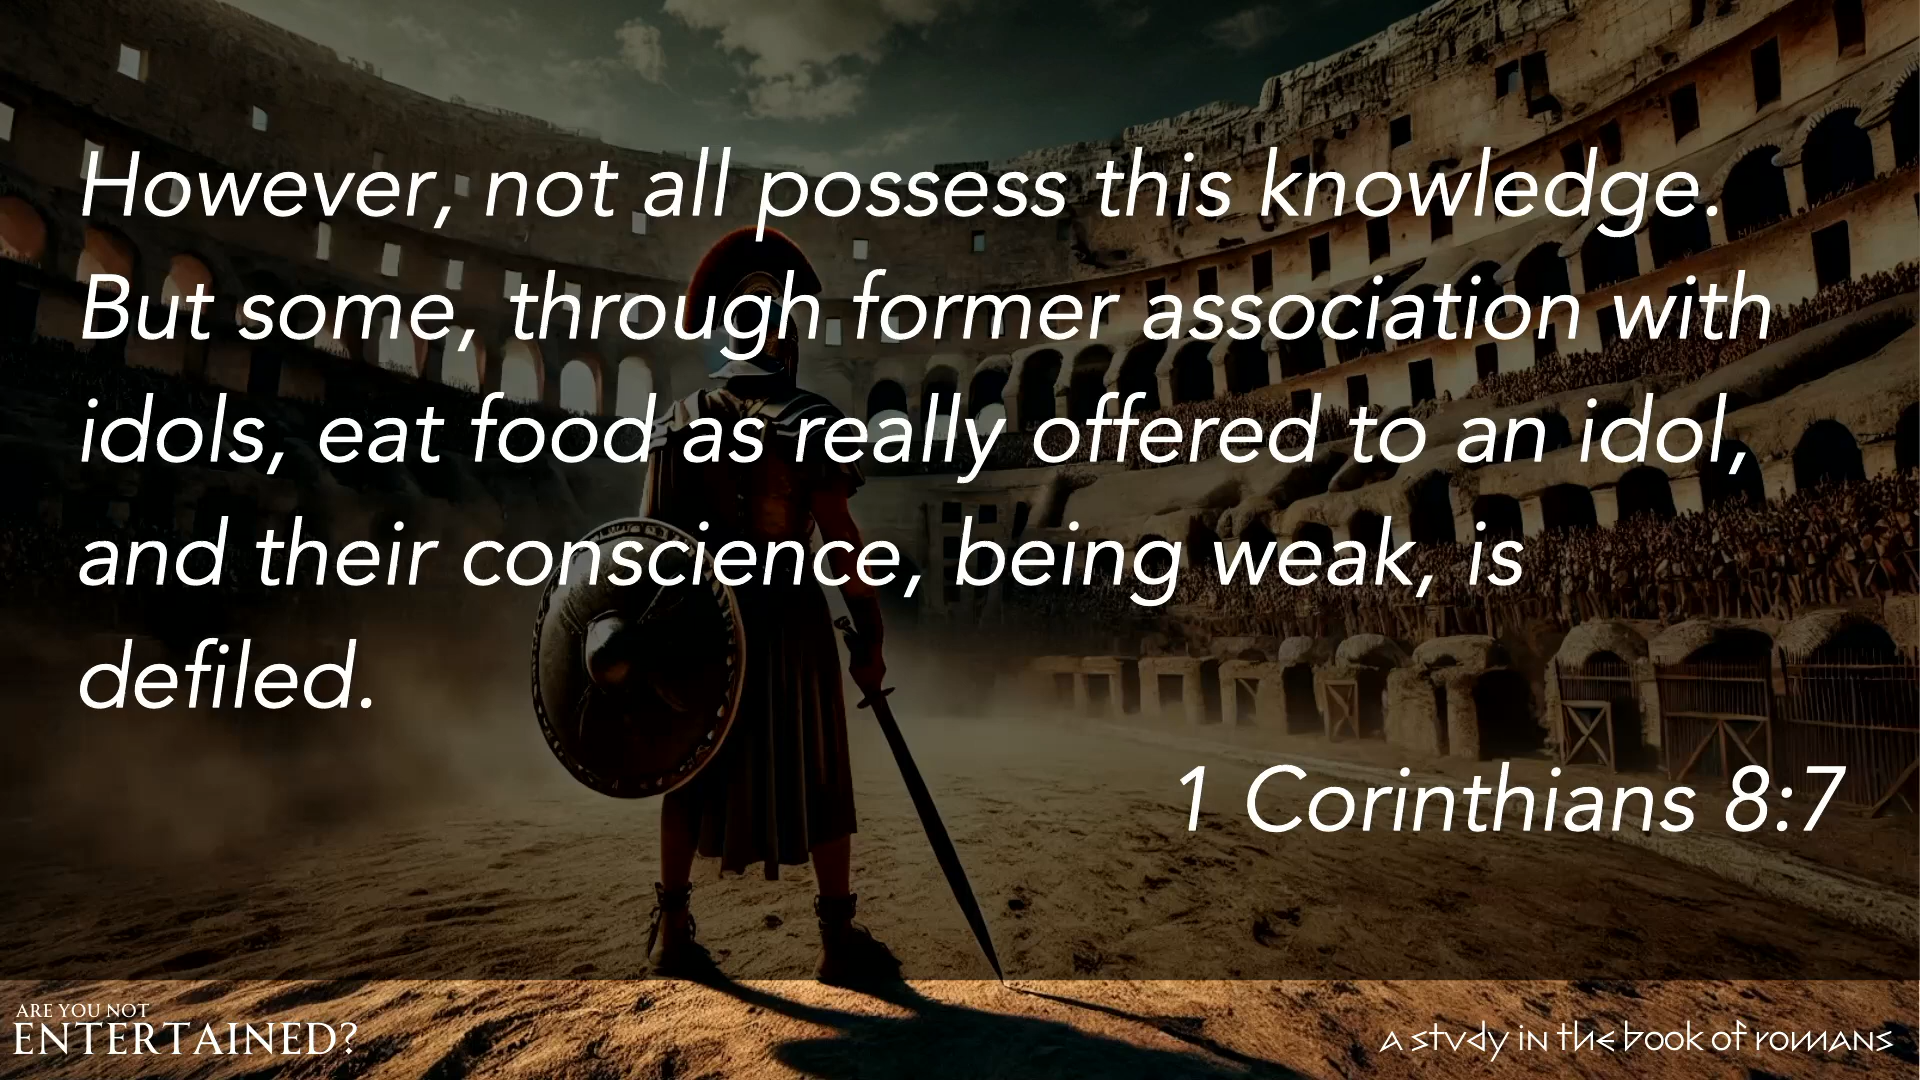 However, not all possess this knowledge.
But some, through former association with
idols, eat food as really offered to an idol,
and their conscience, being weak, is
defiled.
1 Corinthians 8:7
ARE YOU NOT
ENTERTAINED?
a study in the book of romans